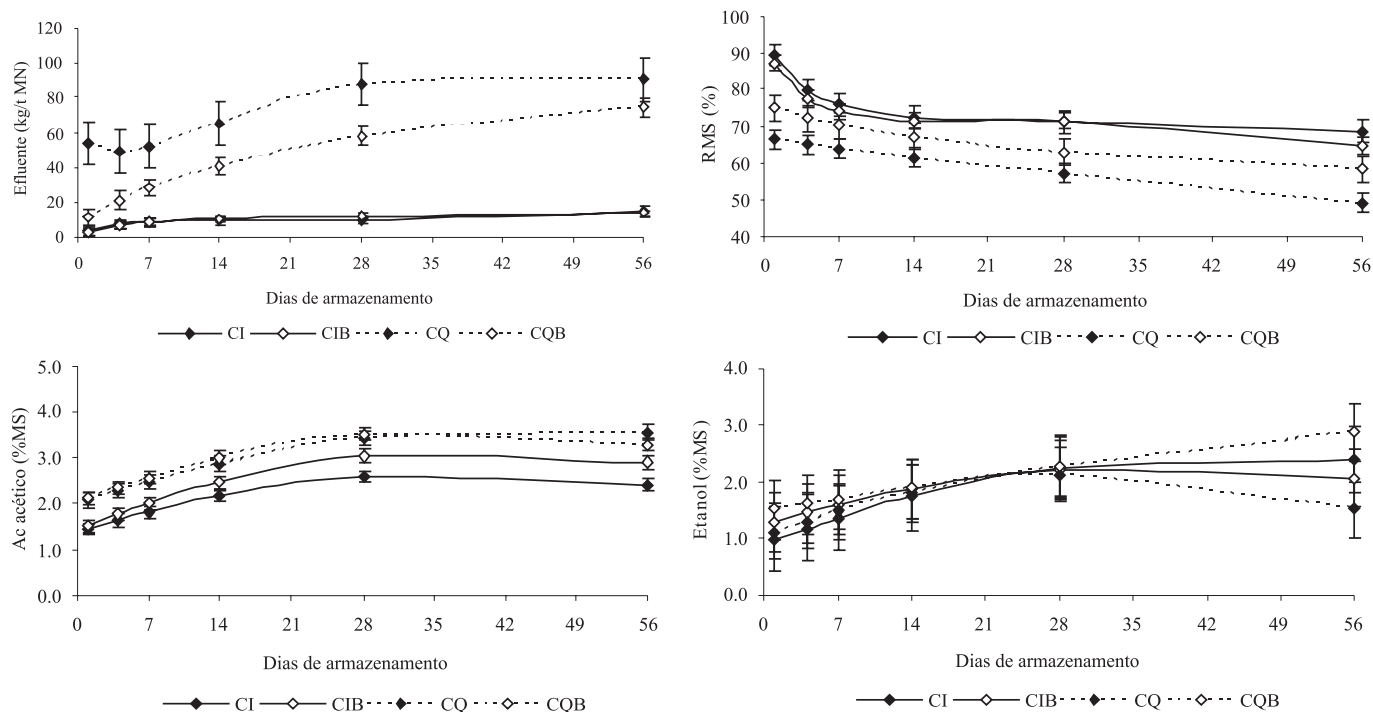 Efluente (kg/t MN)
120
100
80
60
40
20
0
0 7 14 21 28 35 42 49 56
Dias de armazenamento
CI CIB CQ CQB
RMS (%)
100
90
80
70
60
50
40
0 7 14 21 28 35 42 49 56
Dias de armazenamento
CI CIB CQ CQB
Ac acético (%MS)
5.0
4.0
3.0
2.0
1.0
0.0
0 7 14 21 28 35 42 49 56
Dias de armazenamento
CI CIB CQ CQB
Etanol (%MS)
4.0
3.0
2.0
1.0
0.0
0 7 14 21 28 35 42 49 56
Dias de armazenamento
CI CIB CQ CQB